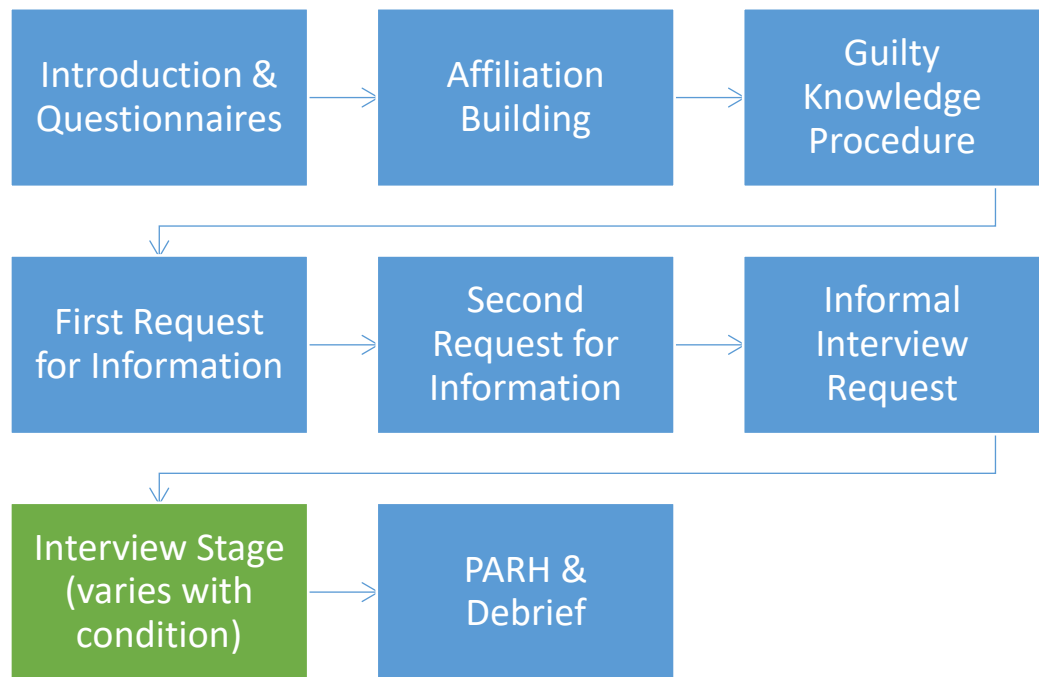 Introduction &
Questionnaires
Affiliation
Building
Guilty
Knowledge
Procedure
First Request
for Information
Second
Request for
Information
Informal
Interview
Request
Interview Stage
(varies with
condition)
PARH &
Debrief